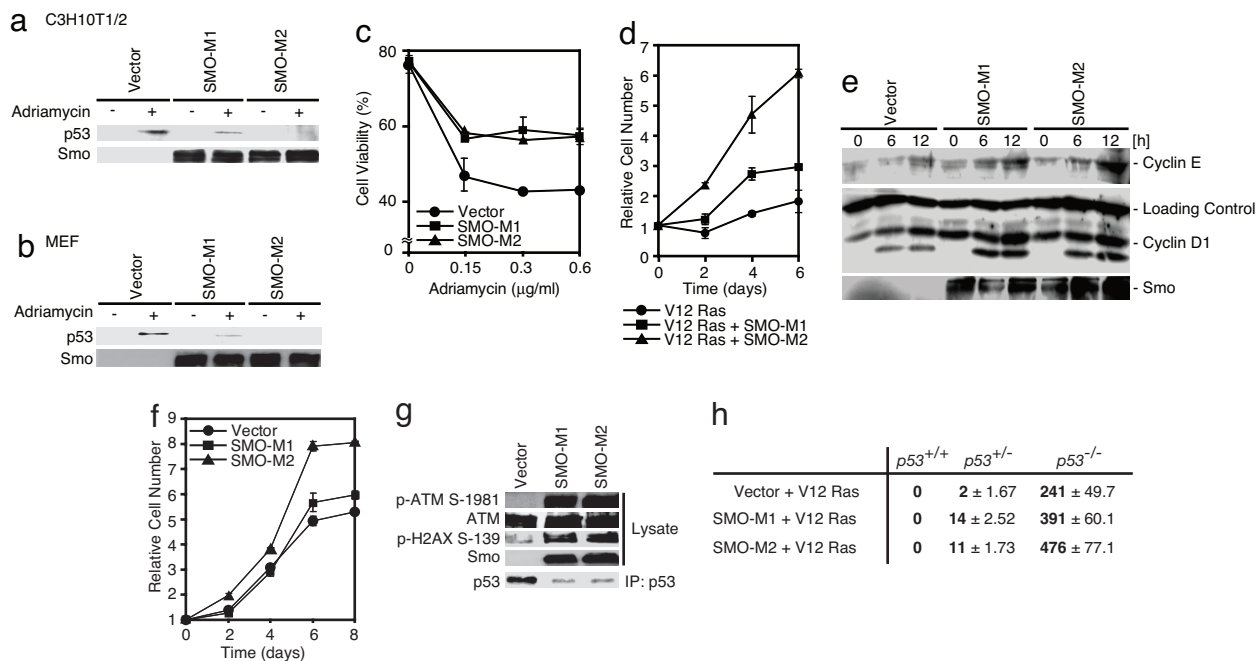 a C3H10T1/2
Vector SMO-M1 SMO-M2
Adriamycin - + - + - +
p53
Smo
b MEF
Vector SMO-M1 SMO-M2
Adriamycin - + - + - +
p53
Smo
c
80
60
40
0
Cell Viability (%)
Vector
SMO-M1
SMO-M2
0 0.15 0.3 0.6
Adriamycin (μg/ml)
d
7
6
5
4
3
2
1
0
Relative Cell Number
0 2 4 6
Time (days)
V12 Ras
V12 Ras + SMO-M1
V12 Ras + SMO-M2
e
Vector SMO-M1 SMO-M2
0 6 12 0 6 12 0 6 12 [h]
- Cyclin E
- Loading Control
- Cyclin D1
- Smo
f
9
8
7
6
5
4
3
2
1
Relative Cell Number
Vector
SMO-M1
SMO-M2
0 2 4 6 8
Time (days)
g
Vector SMO-M1 SMO-M2
p-ATM S-1981
ATM
p-H2AX S-139
Smo
Lysate
p53 IP: p53
h
p53+/+ p53+/- p53-/-
Vector + V12 Ras 0 2 ± 1.67 241 ± 49.7
SMO-M1 + V12 Ras 0 14 ± 2.52 391 ± 60.1
SMO-M2 + V12 Ras 0 11 ± 1.73 476 ± 77.1